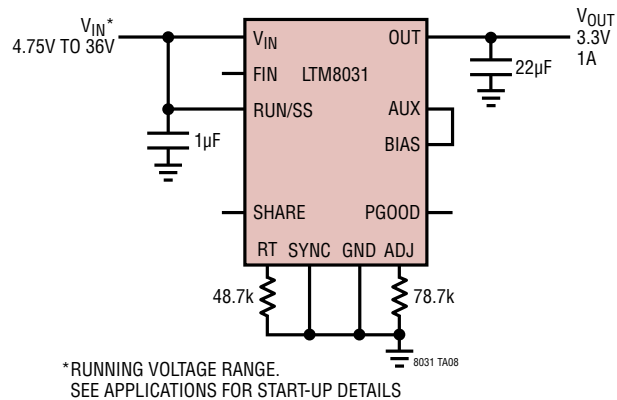 VIN*
4.75V TO 36V
VIN
OUT
VOUT
3.3V
1A
FIN
LTM8031
22µF
RUN/SS
AUX
1µF
BIAS
SHARE
PGOOD
RT
SYNC
GND
ADJ
48.7k
78.7k
8031 TA08
*RUNNING VOLTAGE RANGE.
SEE APPLICATIONS FOR START-UP DETAILS